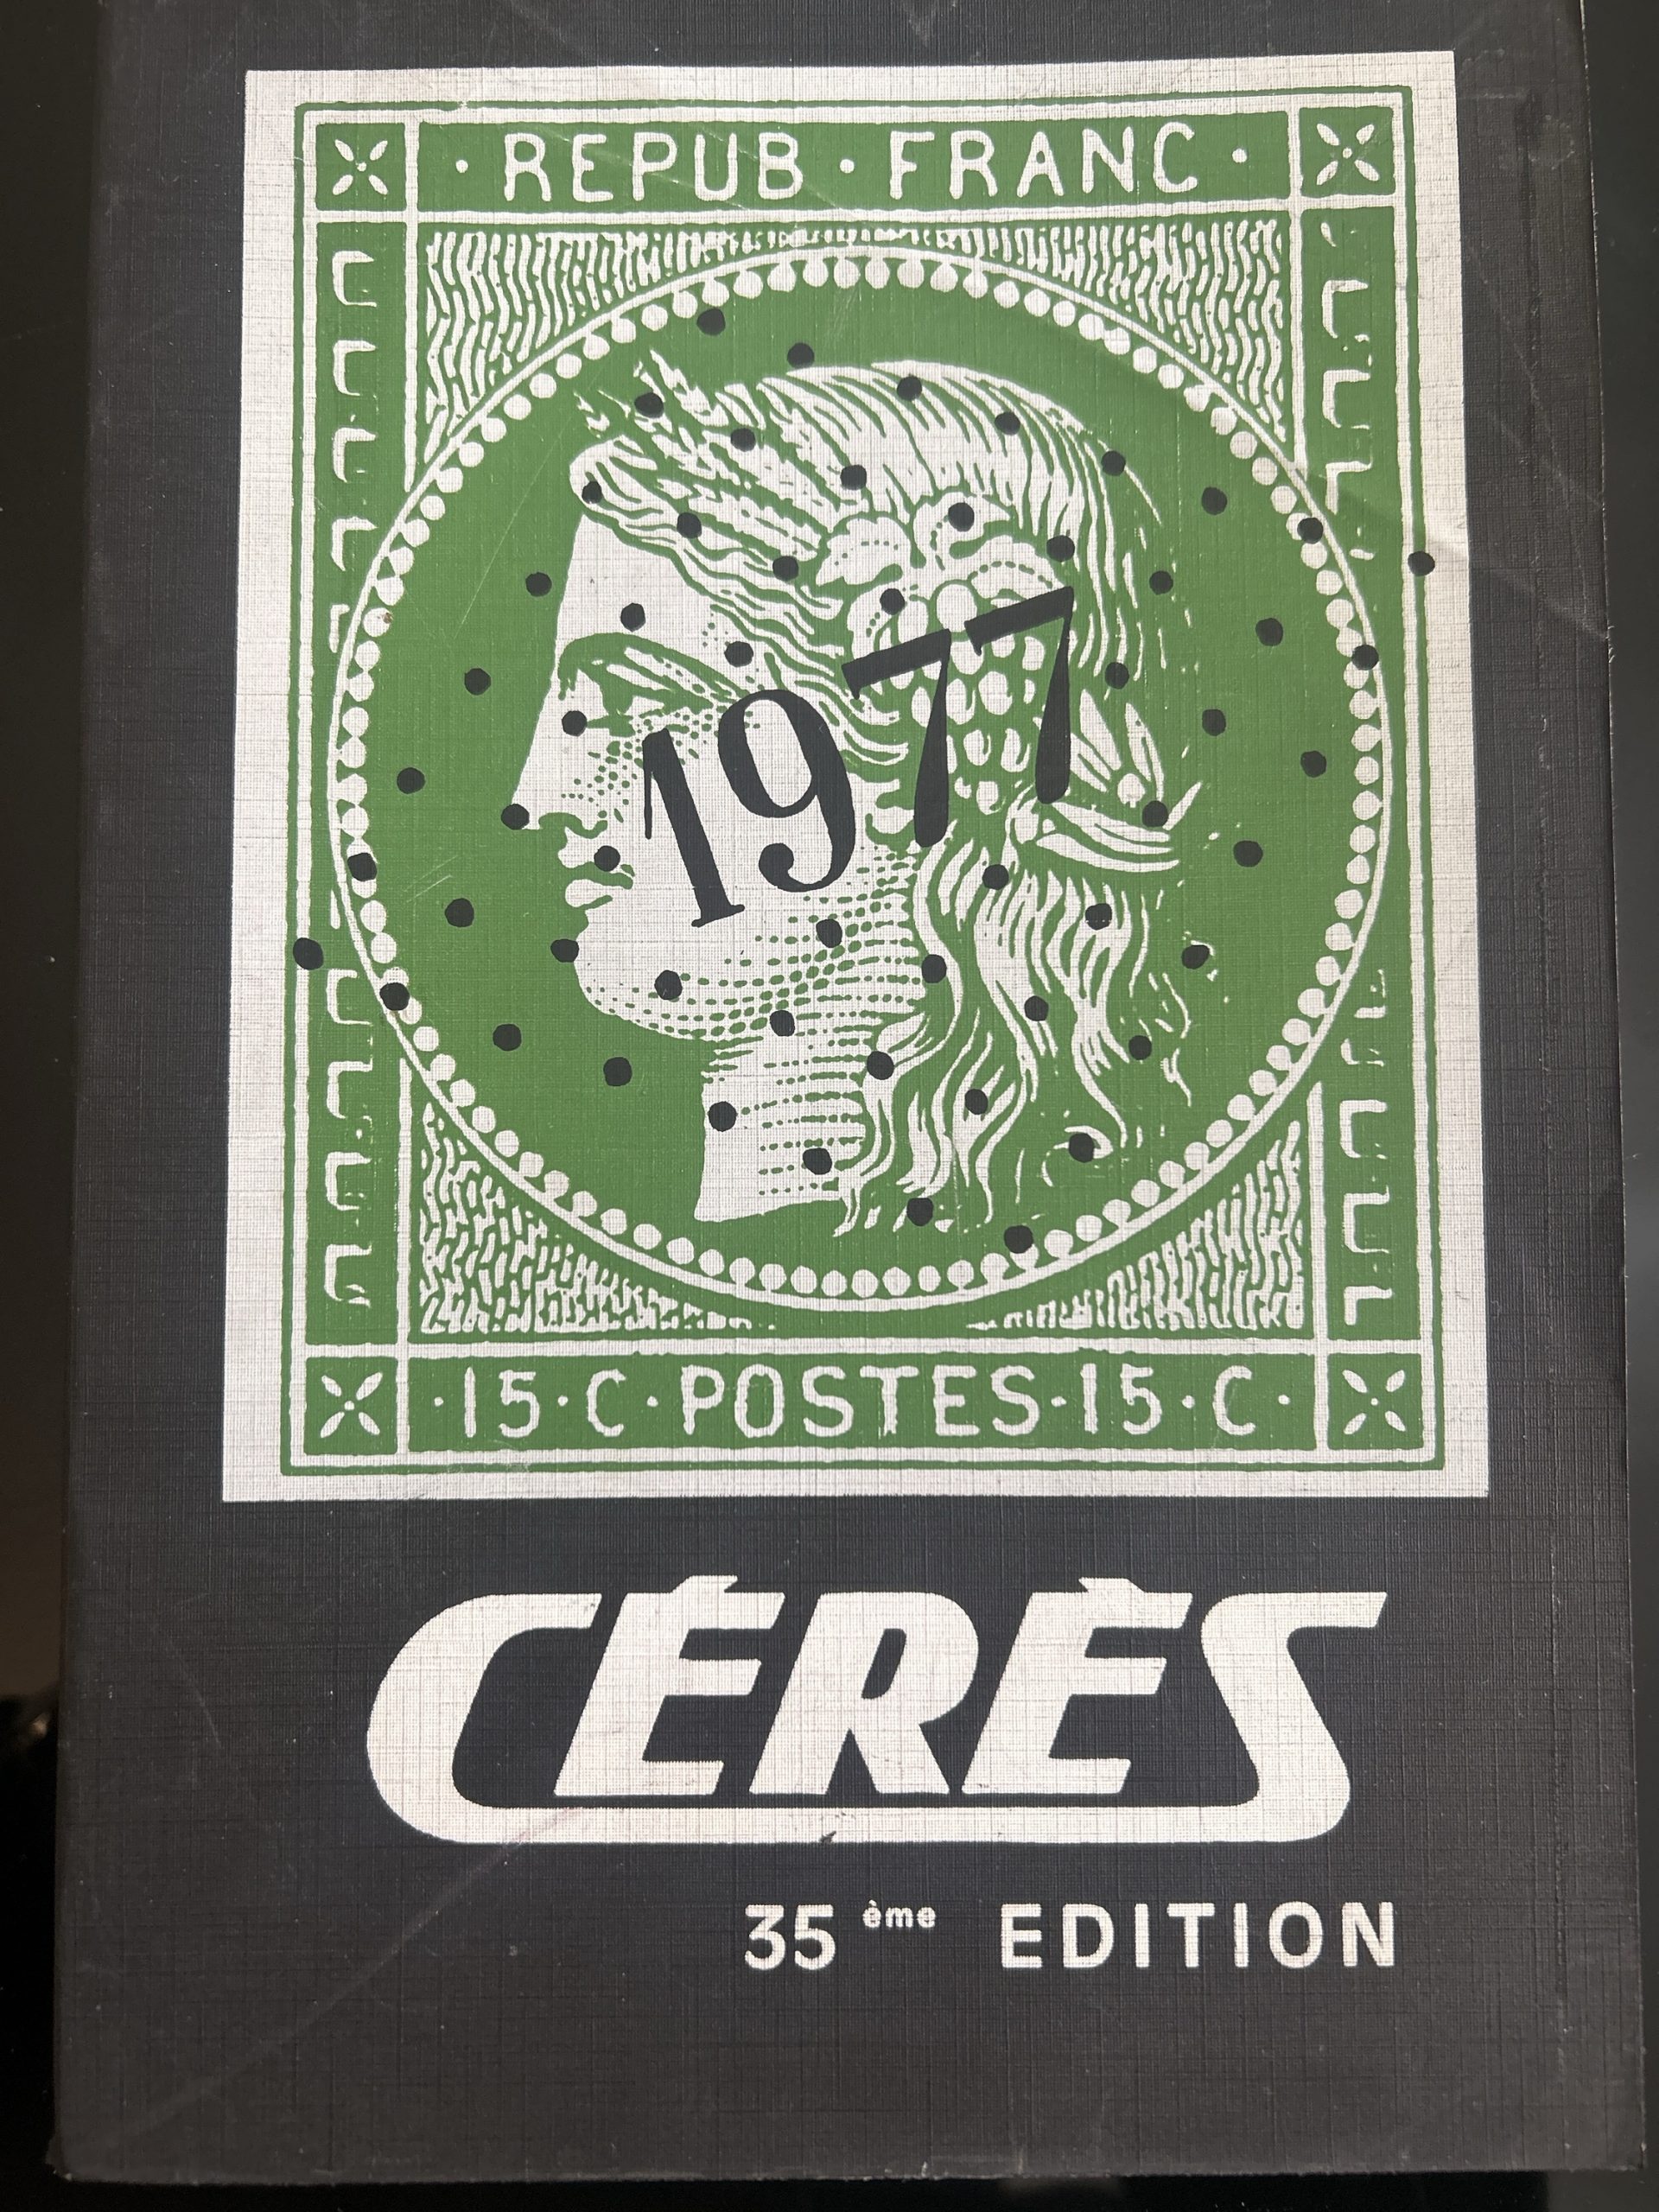 · REPUB · FRANC ·
1977
· 15 · C · POSTES · 15 · C ·
CÉRÈS
35ème EDITION